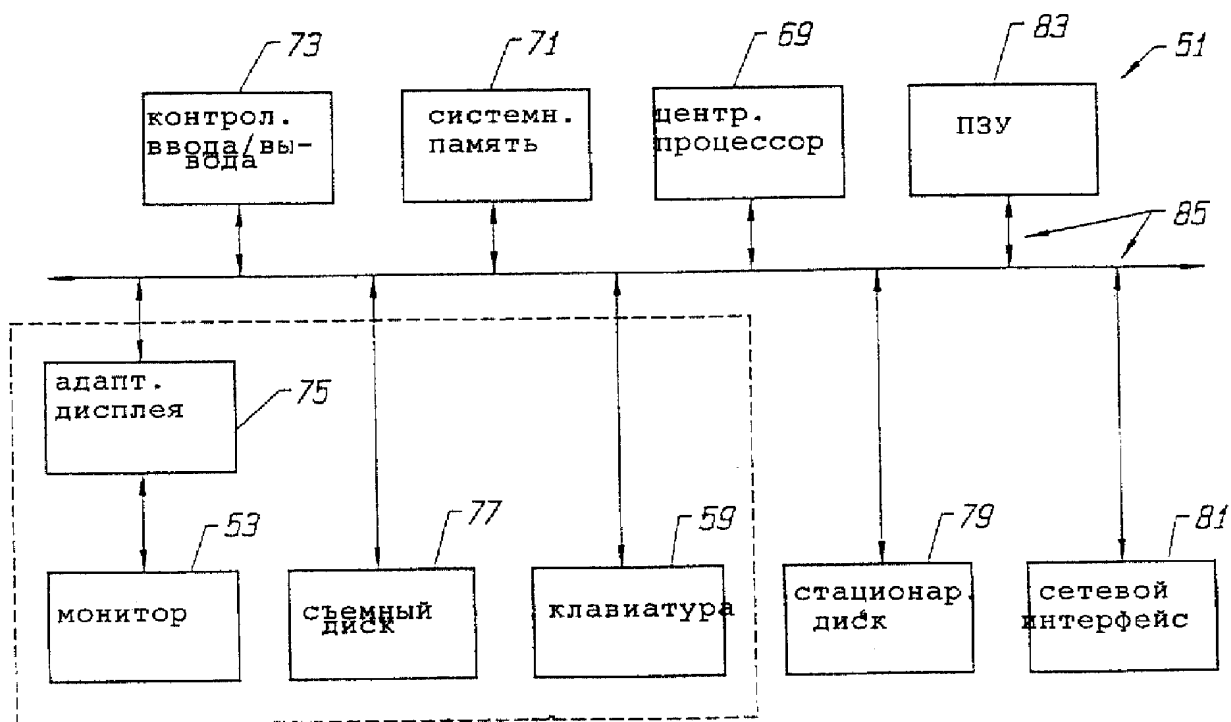 73
71
69
83
51
контрол.
ввода/вы-
вода
системн.
память
центр.
процессор
ПЗУ
85
адапт.
дисплея
75
53
77
59
79
81
монитор
съемный
диск
клавиатура
стационар.
диск
сетевой
интерфейс